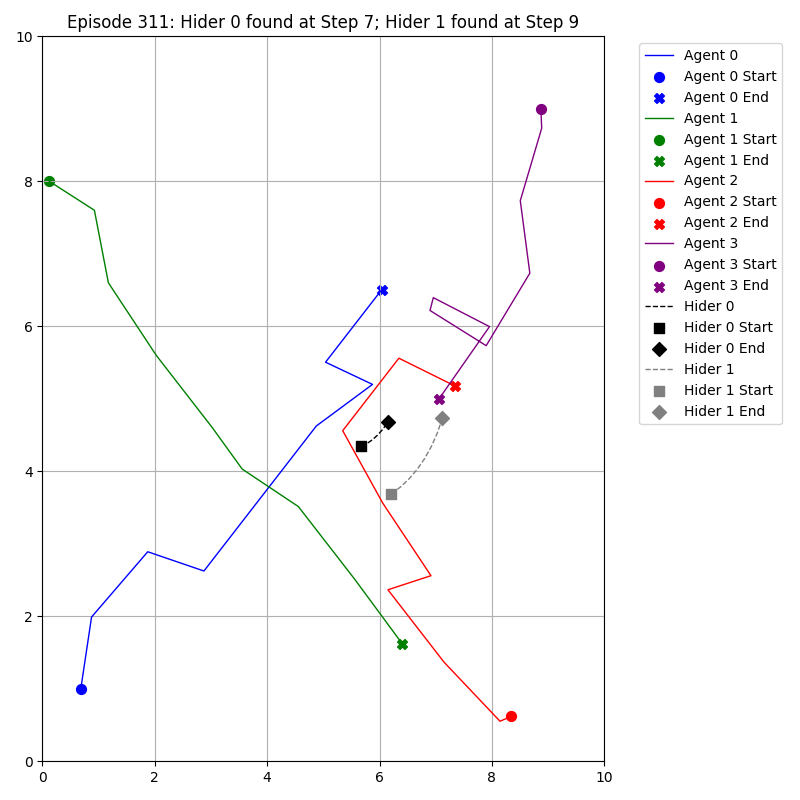 Episode 311: Hider 0 found at Step 7; Hider 1 found at Step 9
10
8
6
4
2
0
0 2 4 6 8 10
Agent 0
Agent 0 Start
Agent 0 End
Agent 1
Agent 1 Start
Agent 1 End
Agent 2
Agent 2 Start
Agent 2 End
Agent 3
Agent 3 Start
Agent 3 End
Hider 0
Hider 0 Start
Hider 0 End
Hider 1
Hider 1 Start
Hider 1 End